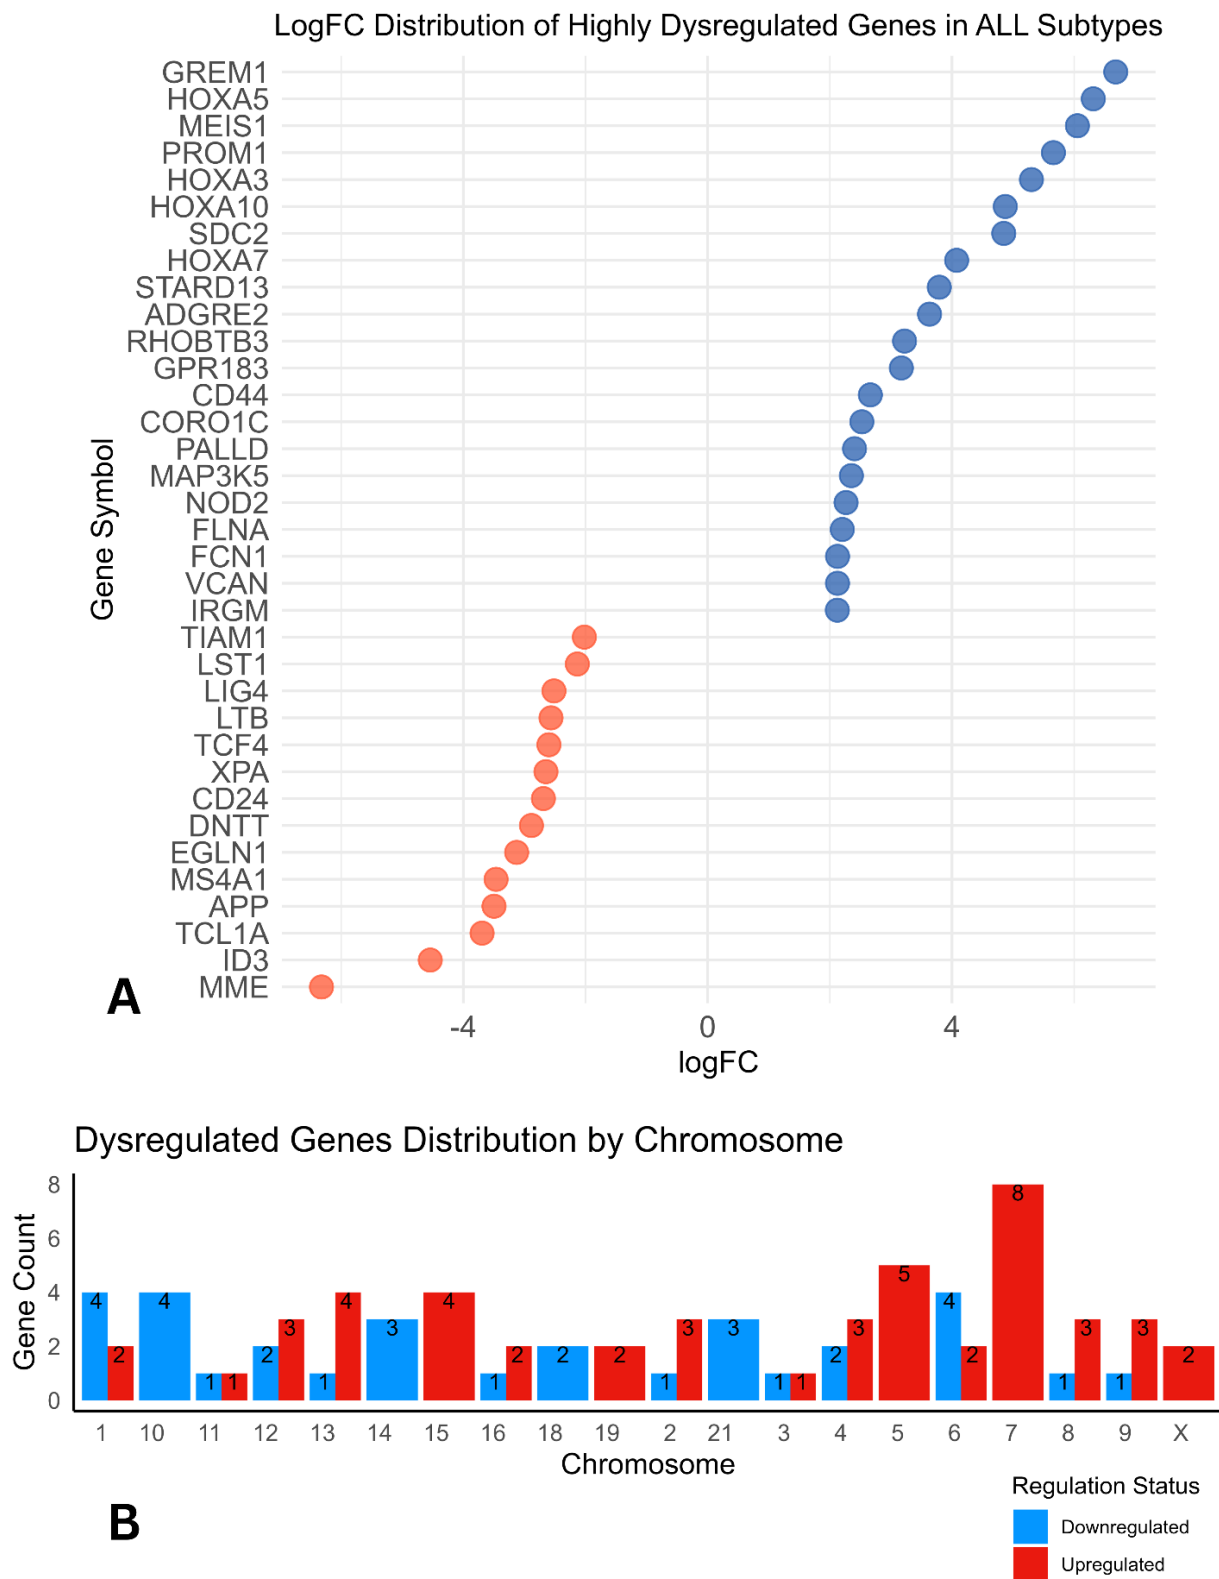 LogFC Distribution of Highly Dysregulated Genes in ALL Subtypes
GREM1
HOXA5
MEIS1
PROM1
HOXA3
HOXA10
SDC2
HOXA7
STARD13
ADGRE2
RHOBTB3
GPR183
CD44
CORO1C
PALLD
MAP3K5
NOD2
FLNA
FCN1
VCAN
IRGM
TIAM1
LST1
LIG4
LTB
TCF4
XPA
CD24
DNTT
EGLN1
MS4A1
APP
TCL1A
ID3
MME
Gene Symbol
-4 0 4
logFC
A
Dysregulated Genes Distribution by Chromosome
Gene Count
8
6
4
2
0
4 2 4 1 1 2 3 1 4 3 4 1 2 2 2 1 3 3 1 1 2 3 5 4 2 8 1 3 1 3 2
1 10 11 12 13 14 15 16 18 19 2 21 3 4 5 6 7 8 9 X
Chromosome
Regulation Status
Downregulated
Upregulated
B